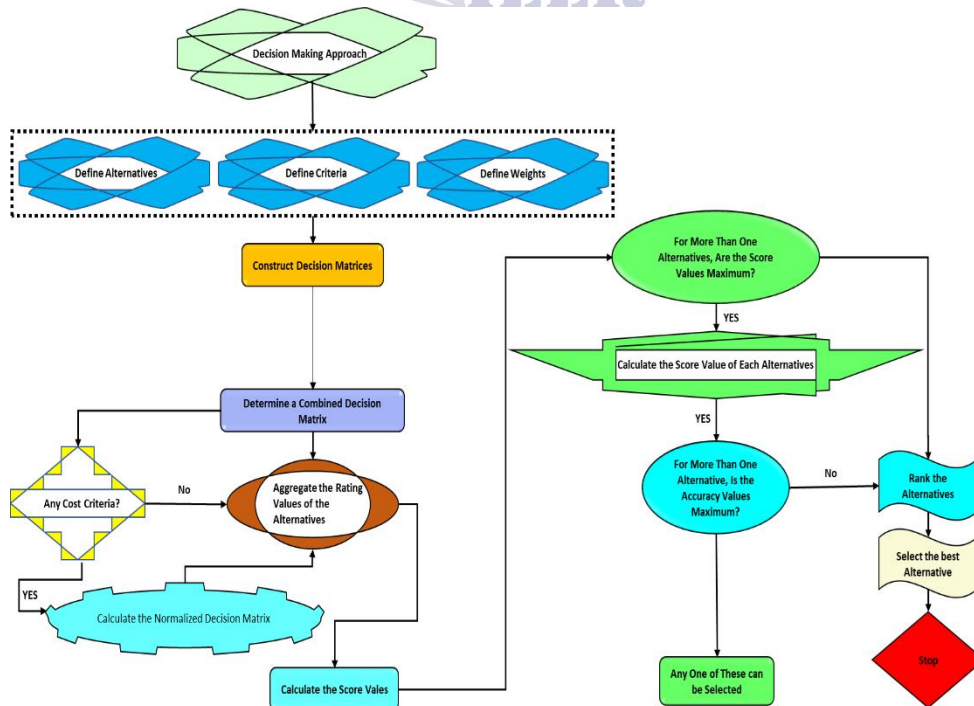 Decision Making Approach
Define Alternatives
Define Criteria
Define Weights
Construct Decision Matrices
Determine a Combined Decision
Matrix
Any Cost Criteria?
No
Aggregate the Rating
Values of the
Alternatives
YES
Calculate the Normalized Decision Matrix
Calculate the Score Vales
For More Than One
Alternatives, Are the Score
Values Maximum?
YES
Calculate the Score Value of Each Alternatives
YES
For More Than One
Alternative, Is the
Accuracy Values
Maximum?
No
Rank the
Alternatives
Select the best
Alternative
Any One of These can
be Selected
Stop